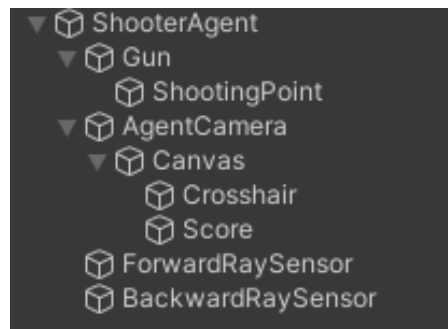 ShooterAgent
Gun
ShootingPoint
AgentCamera
Canvas
Crosshair
Score
ForwardRaySensor
BackwardRaySensor